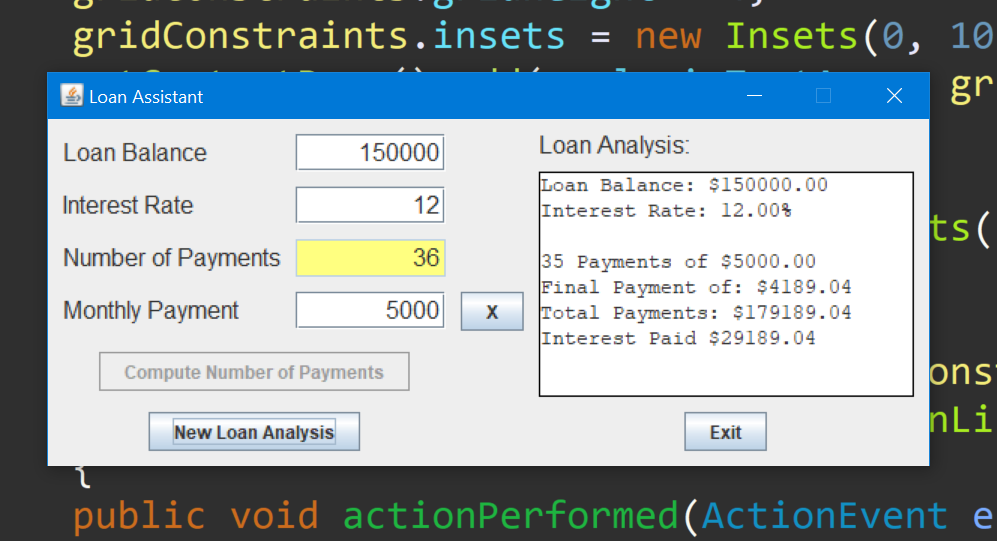 gridConstraints.insets = new Insets(0, 10
gr
Loan Assistant
Loan Balance 150000
Interest Rate 12
Number of Payments 36
Monthly Payment 5000 X
Compute Number of Payments
New Loan Analysis
Loan Analysis:
Loan Balance: $150000.00
Interest Rate: 12.00%
35 Payments of $5000.00
Final Payment of: $4189.04
Total Payments: $179189.04
Interest Paid $29189.04
Exit
ts(
ons
nLi
{
public void actionPerformed(ActionEvent e